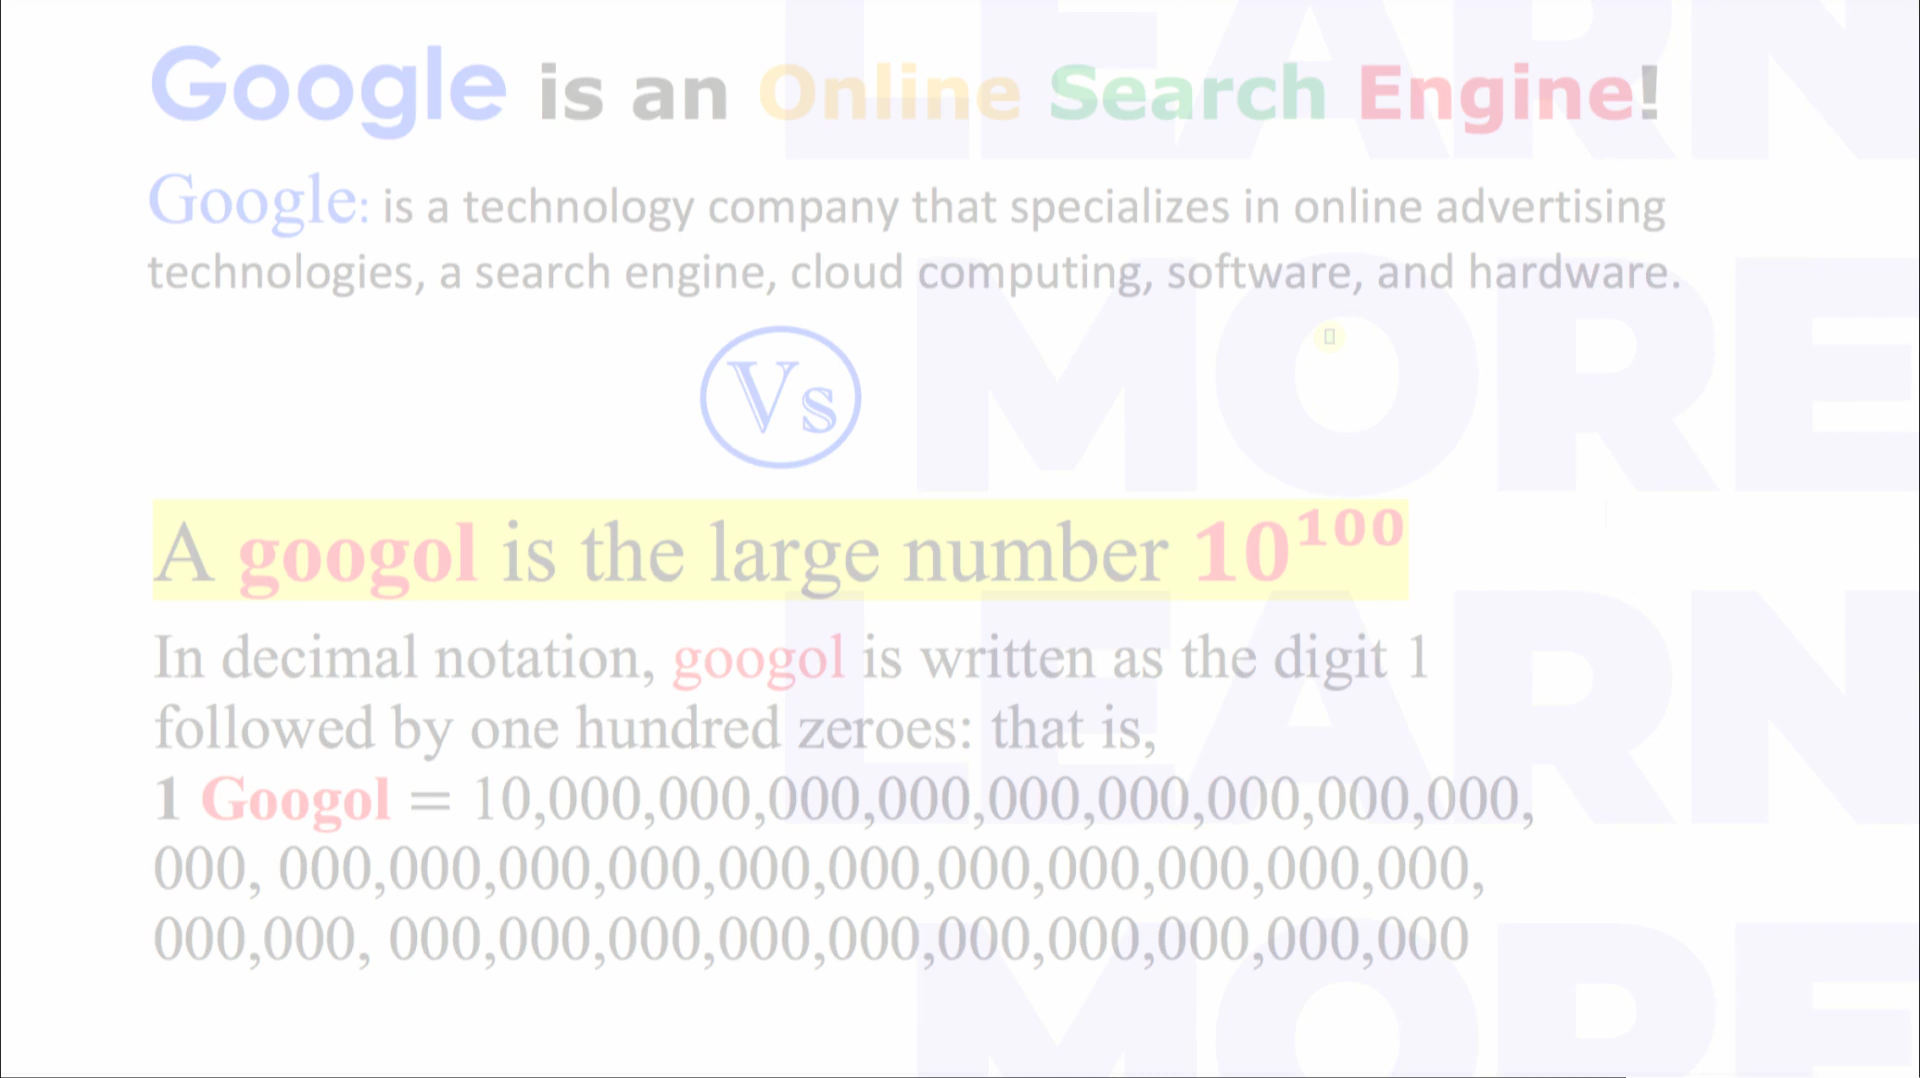 LEARN
Google is an Online Search Engine!
Google: is a technology company that specializes in online advertising
technologies, a search engine, cloud computing, software, and hardware.
MORE
Vs
A googol is the large number 10¹⁰⁰
LEARN
In decimal notation, googol is written as the digit 1
followed by one hundred zeroes: that is,
1 Googol = 10,000,000,000,000,000,000,000,000,000,
000, 000,000,000,000,000,000,000,000,000,000,000,
000,000, 000,000,000,000,000,000,000,000,000,000
MORE